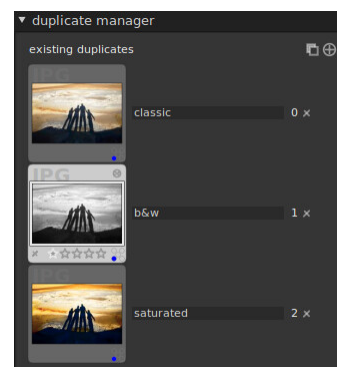 duplicate manager
existing duplicates
JPG
classic 0 ×
JPG
b&w 1 ×
JPG
saturated 2 ×